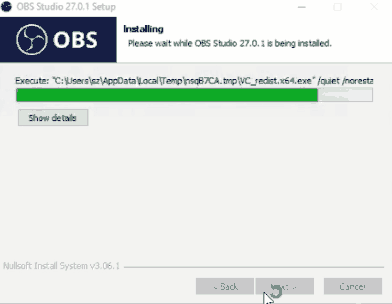 OBS Studio 27.0.1 Setup
OBS
Installing
Please wait while OBS Studio 27.0.1 is being installed.
Execute: "C:\Users\sz\AppData\Local\Temp\nsqB7CA.tmp\VC_redist.x64.exe" /quiet /noresta
Show details
Nullsoft Install System v3.06.1
< Back
Next >
Cancel